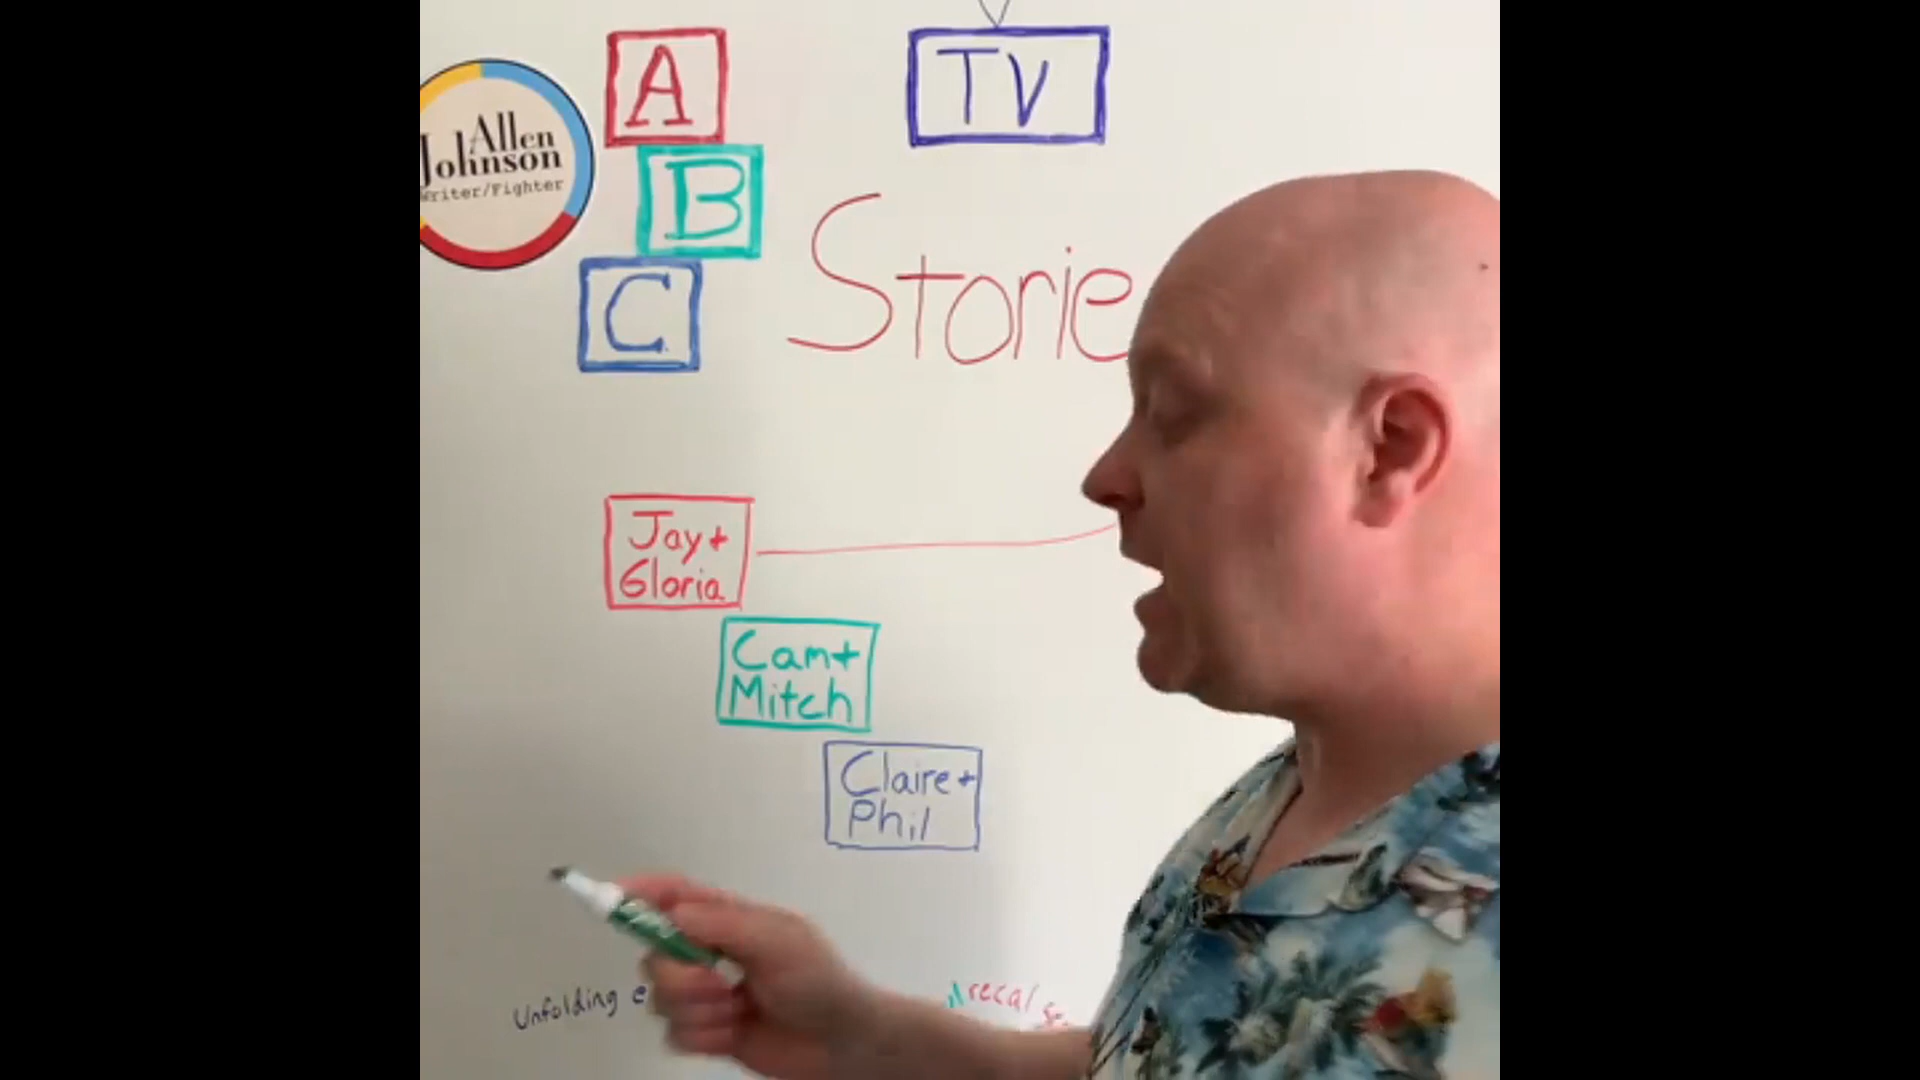 A
TV
Allen
Johnson
Writer/Fighter
B
Storie
C
Jay+
Gloria
Cam+
Mitch
Claire+
Phil
Unfolding e
recal